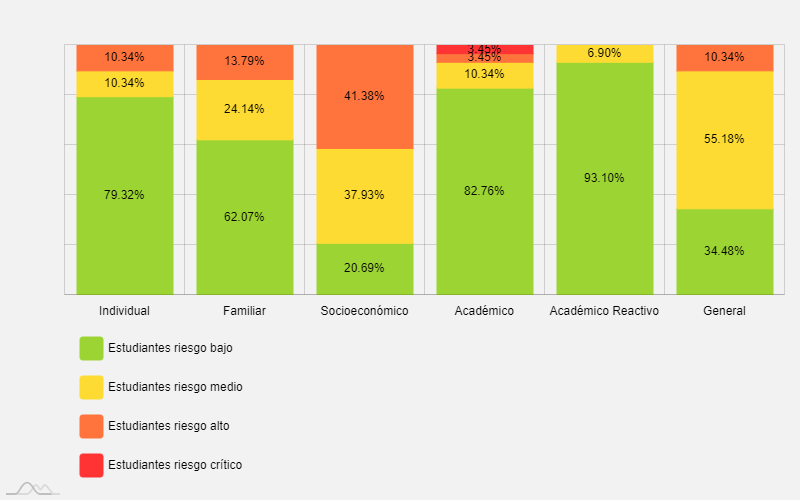 10.34%
10.34%
79.32%
13.79%
24.14%
62.07%
41.38%
37.93%
20.69%
3.45%
3.45%
10.34%
82.76%
6.90%
93.10%
10.34%
55.18%
34.48%
Individual
Familiar
Socioeconómico
Académico
Académico Reactivo
General
Estudiantes riesgo bajo
Estudiantes riesgo medio
Estudiantes riesgo alto
Estudiantes riesgo crítico